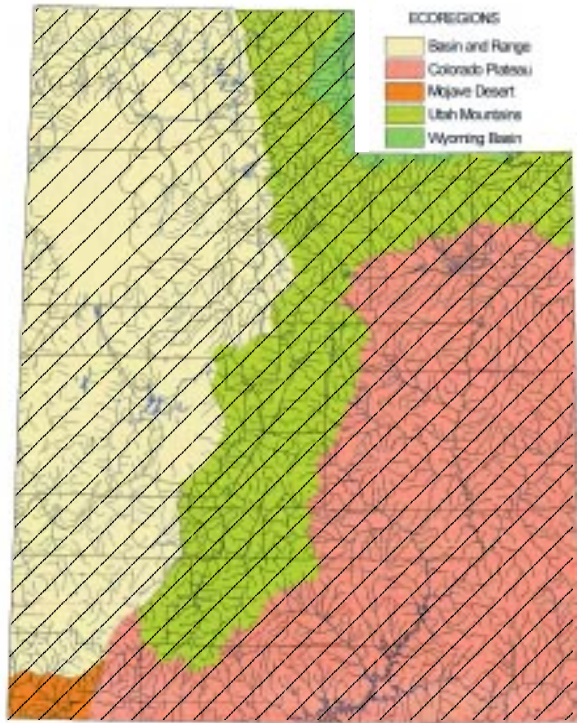 ECOREGIONS
Basin and Range
Colorado Plateau
Mojave Desert
Utah Mountains
Wyoming Basin